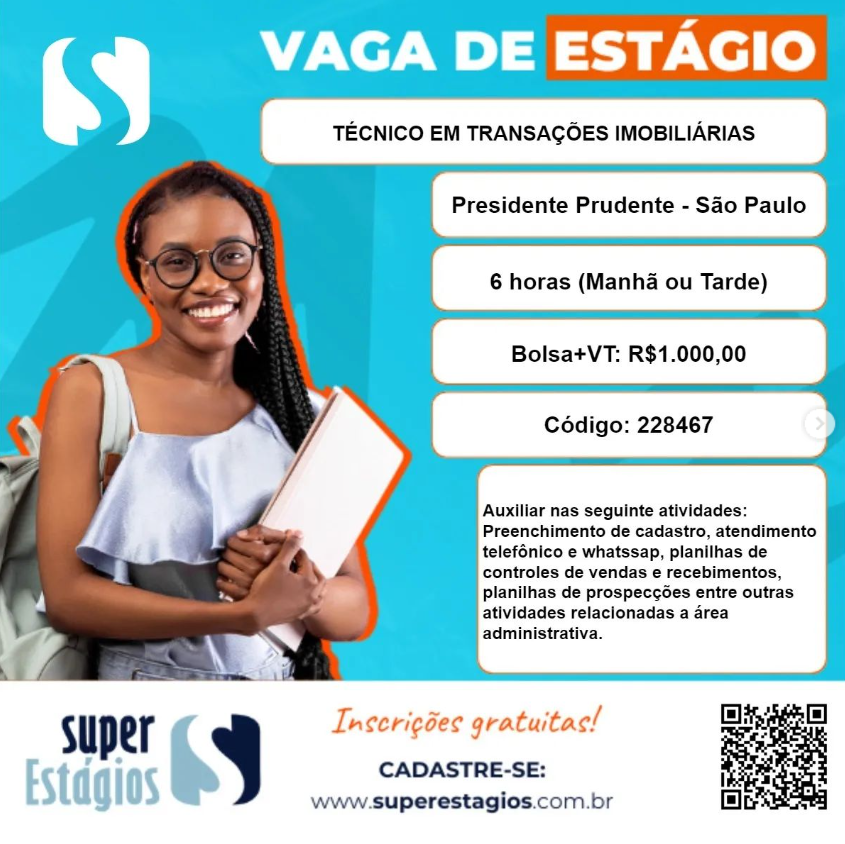 VAGA DE ESTÁGIO
TÉCNICO EM TRANSAÇÕES IMOBILIÁRIAS
Presidente Prudente - São Paulo
6 horas (Manhã ou Tarde)
Bolsa+VT: R$1.000,00
Código: 228467
Auxiliar nas seguinte atividades:
Preenchimento de cadastro, atendimento
telefônico e whatssap, planilhas de
controles de vendas e recebimentos,
planilhas de prospecções entre outras
atividades relacionadas a área
administrativa.
super
Estágios
Inscrições gratuitas!
CADASTRE-SE:
www.superestagios.com.br